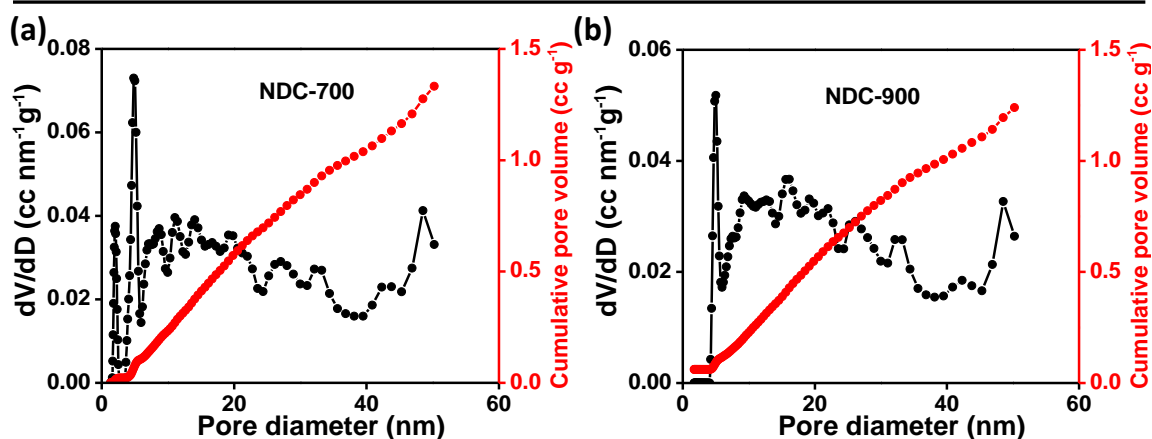 (a)
NDC-700
dV/dD (cc nm⁻¹g⁻¹)
0.08
0.06
0.04
0.02
0.00
Cumulative pore volume (cc g⁻¹)
1.5
1.0
0.5
0.0
0 20 40 60
Pore diameter (nm)
(b)
NDC-900
dV/dD (cc nm⁻¹g⁻¹)
0.06
0.04
0.02
0.00
Cumulative pore volume (cc g⁻¹)
1.5
1.0
0.5
0.0
0 20 40 60
Pore diameter (nm)